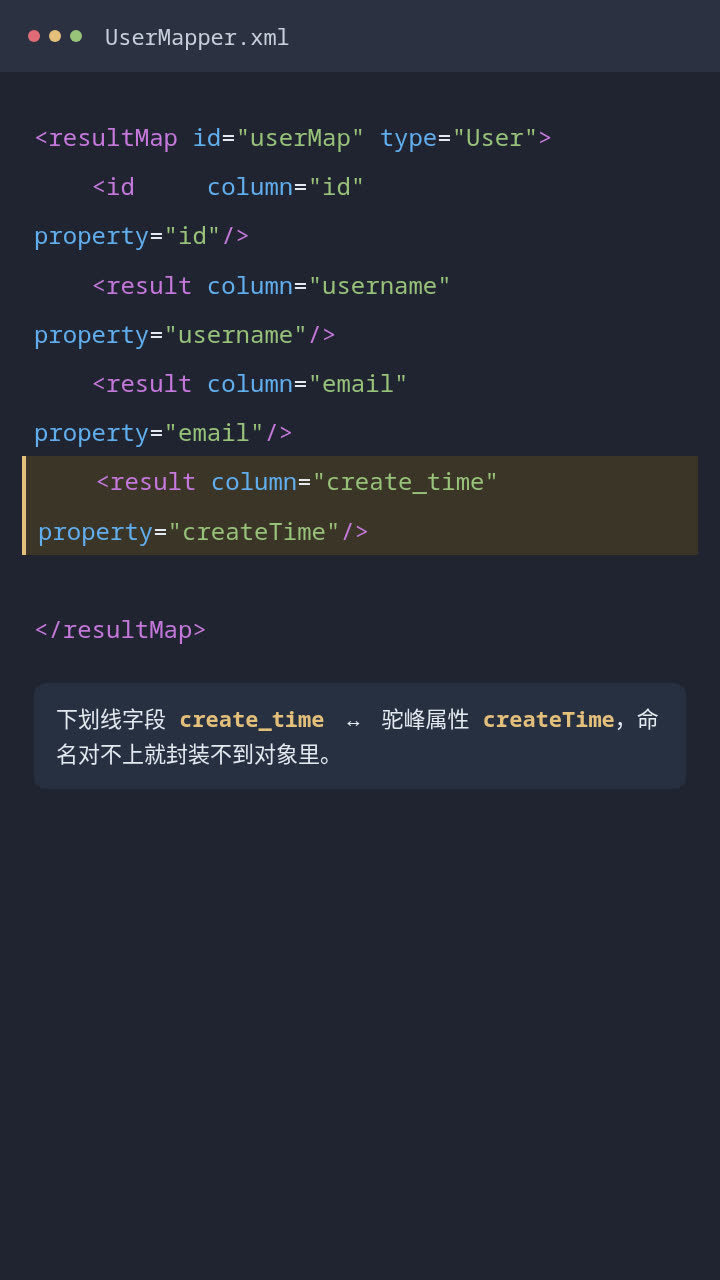 UserMapper.xml
<resultMap id="userMap" type="User">
    <id     column="id"
property="id"/>
    <result column="username"
property="username"/>
    <result column="email"
property="email"/>
    <result column="create_time"
property="createTime"/>
</resultMap>
下划线字段 create_time ↔ 驼峰属性 createTime，命
名对不上就封装不到对象里。